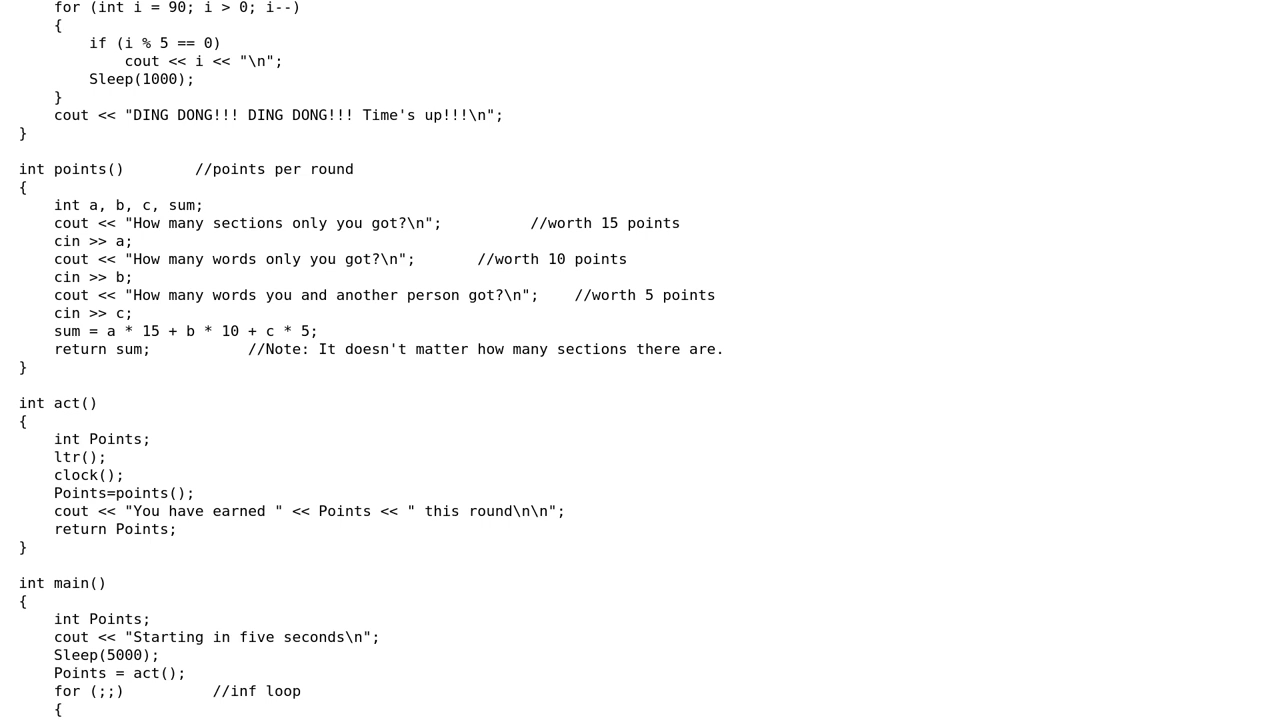 for (int i = 90; i > 0; i--)
    {
        if (i % 5 == 0)
            cout << i << "\n";
        Sleep(1000);
    }
    cout << "DING DONG!!! DING DONG!!! Time's up!!!\n";
}

int points()        //points per round
{
    int a, b, c, sum;
    cout << "How many sections only you got?\n";          //worth 15 points
    cin >> a;
    cout << "How many words only you got?\n";       //worth 10 points
    cin >> b;
    cout << "How many words you and another person got?\n";    //worth 5 points
    cin >> c;
    sum = a * 15 + b * 10 + c * 5;
    return sum;           //Note: It doesn't matter how many sections there are.
}

int act()
{
    int Points;
    ltr();
    clock();
    Points=points();
    cout << "You have earned " << Points << " this round\n\n";
    return Points;
}

int main()
{
    int Points;
    cout << "Starting in five seconds\n";
    Sleep(5000);
    Points = act();
    for (;;)          //inf loop
    {